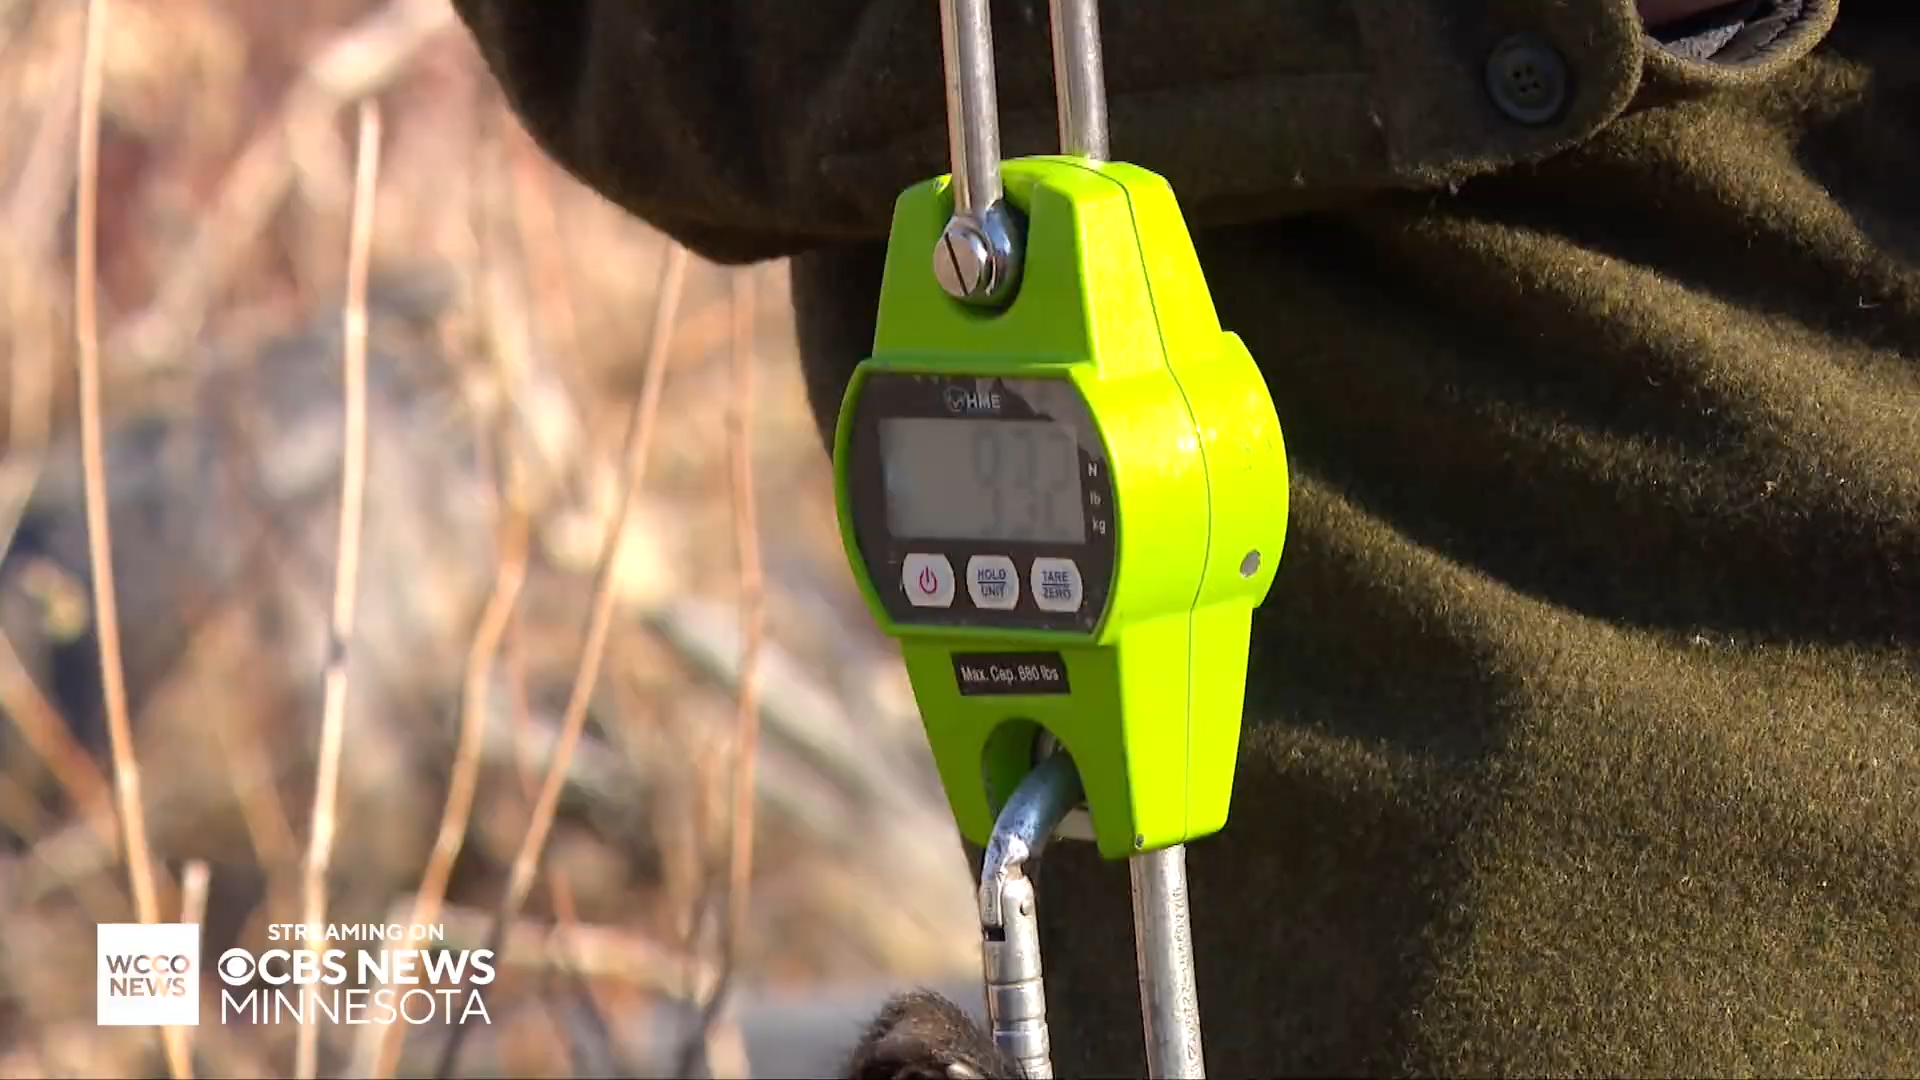 HME
N
lb
kg
HOLD
UNIT
TARE
ZERO
Max. Cap. 880 lbs
STREAMING ON
WCCO
NEWS
CBS NEWS
MINNESOTA